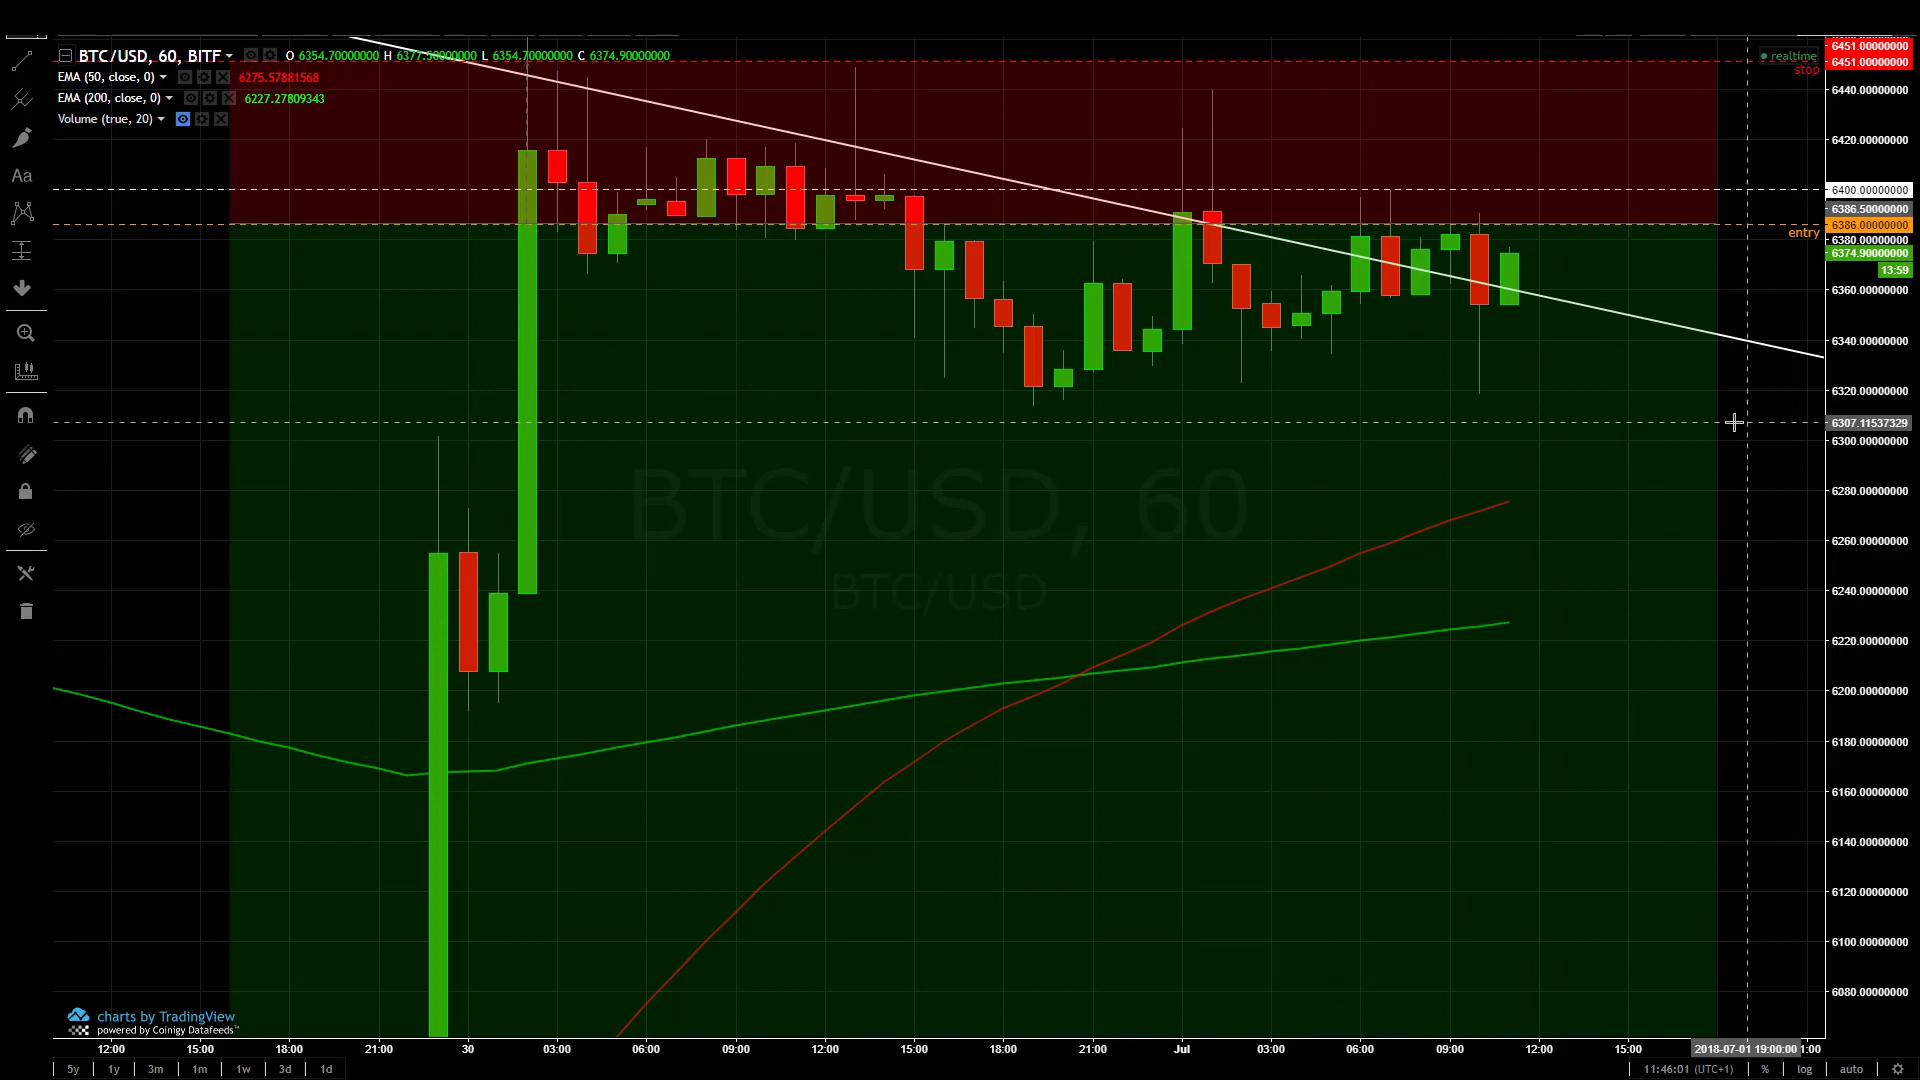 BTC/USD, 60, BITF O 6354.70000000 H 6377.50000000 L 6354.70000000 C 6374.90000000
EMA (50, close, 0) 6275.57881568
EMA (200, close, 0) 6227.27809343
Volume (true, 20)
realtime
stop
entry
Aa
6451.00000000
6451.00000000
6440.00000000
6420.00000000
6400.00000000
6386.50000000
6386.00000000
6380.00000000
6374.90000000
13:59
6360.00000000
6340.00000000
6320.00000000
6307.11537329
6300.00000000
6280.00000000
6260.00000000
6240.00000000
6220.00000000
6200.00000000
6180.00000000
6160.00000000
6140.00000000
6120.00000000
6100.00000000
6080.00000000
BTC/USD, 60
BTC/USD
charts by TradingView
powered by Coinigy Datafeeds™
12:00 15:00 18:00 21:00 30 03:00 06:00 09:00 12:00 15:00 18:00 21:00 Jul 03:00 06:00 09:00 12:00 15:00 2018-07-01 19:00:00 1:00
5y 1y 3m 1m 1w 3d 1d 11:46:01 (UTC+1) % log auto